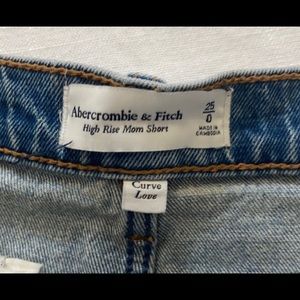 Abercrombie & Fitch
High Rise Mom Short
25
0
MADE IN
CAMBODIA
Curve
Love